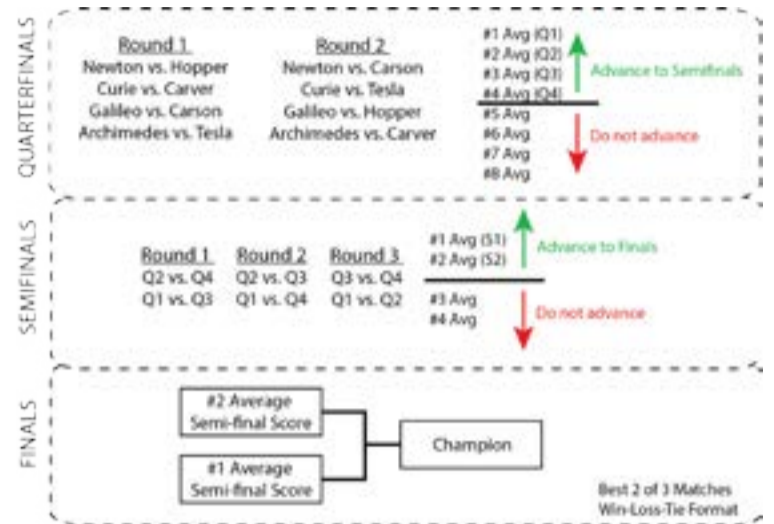 QUARTERFINALS
Round 1
Newton vs. Hopper
Curie vs. Carver
Galileo vs. Carson
Archimedes vs. Tesla
Round 2
Newton vs. Carson
Curie vs. Tesla
Galileo vs. Hopper
Archimedes vs. Carver
#1 Avg (Q1)
#2 Avg (Q2)
#3 Avg (Q3)
#4 Avg (Q4)
#5 Avg
#6 Avg
#7 Avg
#8 Avg
Advance to Semifinals
Do not advance
SEMIFINALS
Round 1
Q2 vs. Q4
Q1 vs. Q3
Round 2
Q2 vs. Q3
Q1 vs. Q4
Round 3
Q3 vs. Q4
Q1 vs. Q2
#1 Avg (S1)
#2 Avg (S2)
#3 Avg
#4 Avg
Advance to Finals
Do not advance
FINALS
#2 Average
Semi-final Score
#1 Average
Semi-final Score
Champion
Best 2 of 3 Matches
Win-Loss-Tie Format